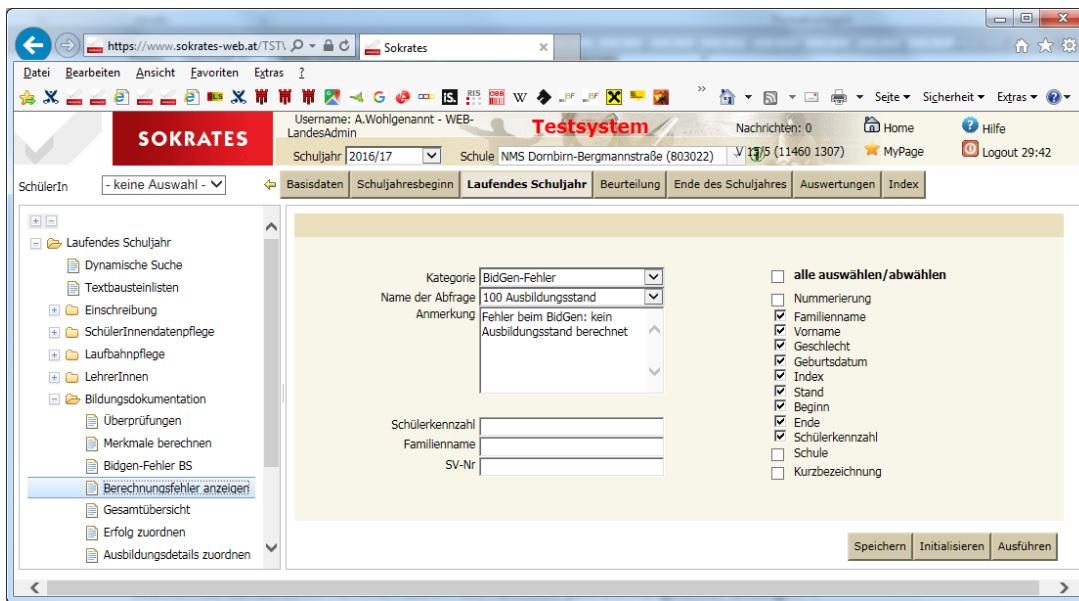 https://www.sokrates-web.at/TST\
Sokrates
Datei Bearbeiten Ansicht Favoriten Extras ?
Seite Sicherheit Extras
SOKRATES
Username: A.Wohlgenannt - WEB-LandesAdmin
Testsystem
Nachrichten: 0
Home
Hilfe
Schuljahr 2016/17
Schule NMS Dornbirn-Bergmannstraße (803022)
(11460 1307)
MyPage
Logout 29:42
SchülerIn - keine Auswahl -
Basisdaten Schuljahresbeginn Laufendes Schuljahr Beurteilung Ende des Schuljahres Auswertungen Index
Laufendes Schuljahr
Dynamische Suche
Textbausteinlisten
Einschreibung
SchülerInnendatenpflege
Laufbahnpflege
LehrerInnen
Bildungsdokumentation
Überprüfungen
Merkmale berechnen
Bidgen-Fehler BS
Berechnungsfehler anzeigen
Gesamtübersicht
Erfolg zuordnen
Ausbildungsdetails zuordnen
Kategorie BidGen-Fehler
Name der Abfrage 100 Ausbildungsstand
Anmerkung Fehler beim BidGen: kein
Ausbildungsstand berechnet
Schülerkennzahl
Familienname
SV-Nr
alle auswählen/abwählen
Nummerierung
Familienname
Vorname
Geschlecht
Geburtsdatum
Index
Stand
Beginn
Ende
Schülerkennzahl
Schule
Kurzbezeichnung
Speichern Initialisieren Ausführen